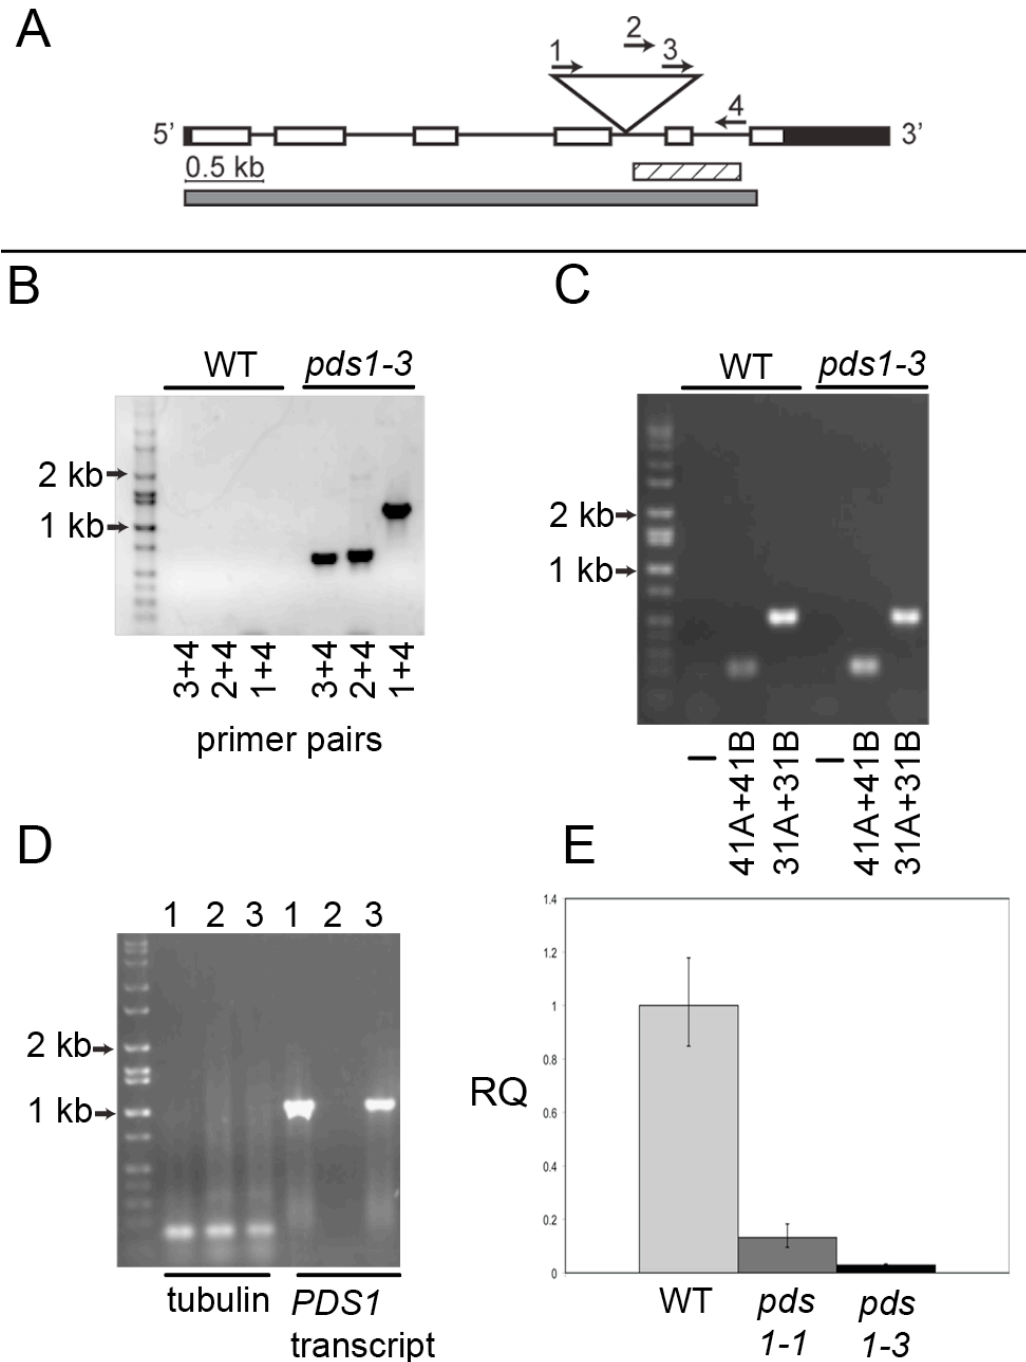 A
1 2 3
4
5' 3'
0.5 kb
B
WT pds1-3
2 kb
1 kb
3+4 2+4 1+4 3+4 2+4 1+4
primer pairs
C
WT pds1-3
2 kb
1 kb
– 41A+41B 31A+31B – 41A+41B 31A+31B
D
1 2 3 1 2 3
2 kb
1 kb
tubulin PDS1
transcript
E
1.4
1.2
1
0.8
0.6
0.4
0.2
0
RQ
WT pds pds
1-1 1-3